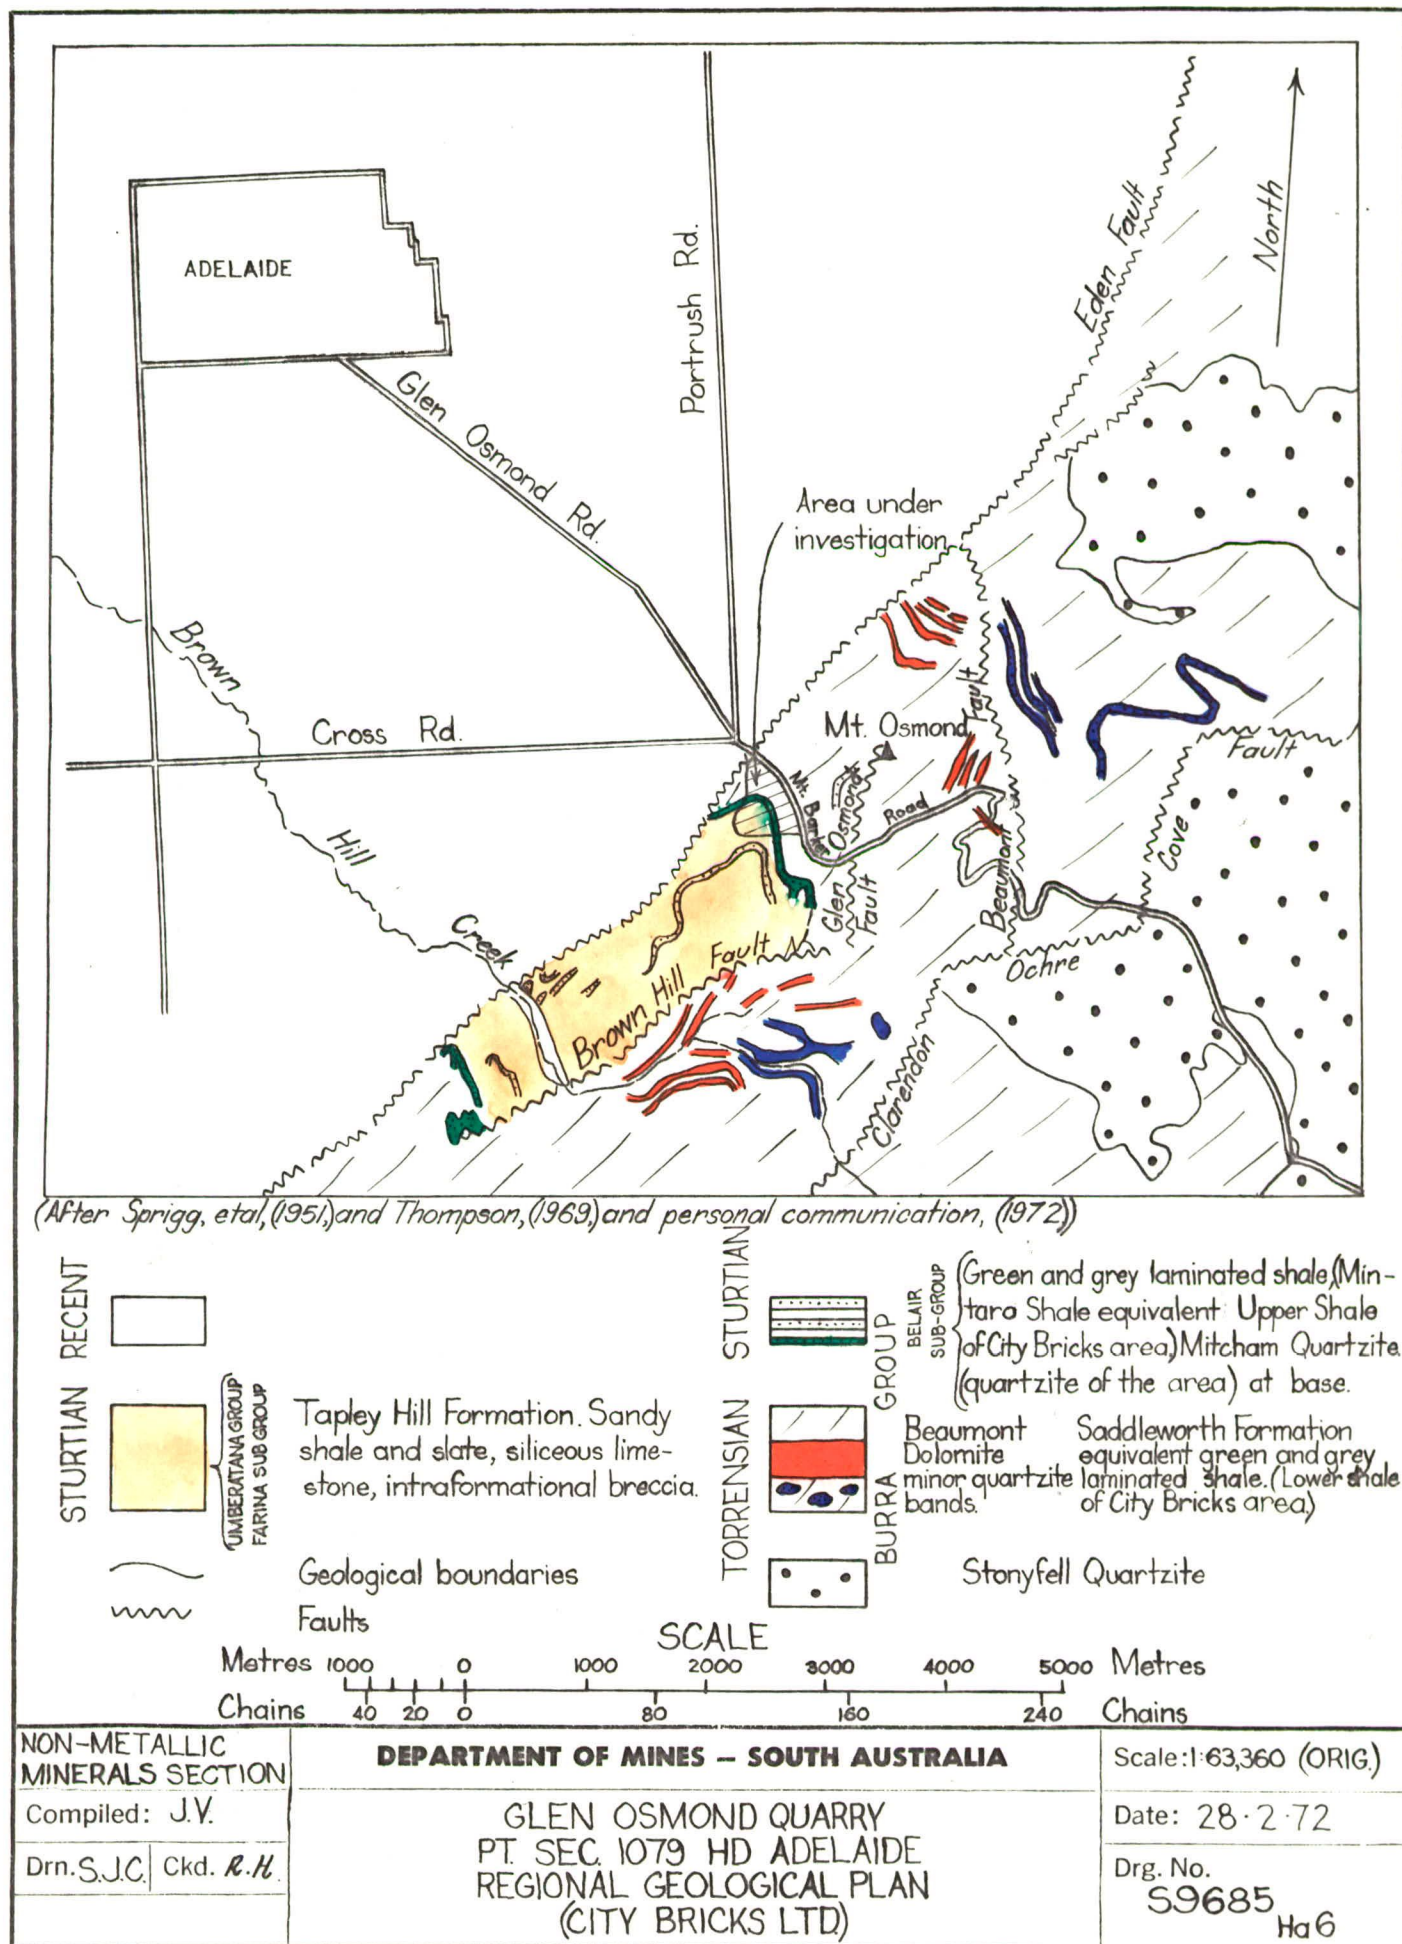 North
Eden Fault
ADELAIDE
Portrush Rd.
Glen Osmond Rd.
Area under
investigation
Brown
Hill
Creek
Cross Rd.
Mt. Osmond
Fault
Beaumont
Mt. Barker
Road
Osmond
Glen
Fault
Fault
Cove
Ochre
Clarendon
Brown Hill Fault
(After Sprigg, etal,(1951,)and Thompson,(1969,)and personal communication, (1972))
RECENT
STURTIAN
UMBERATANA GROUP
FARINA SUB GROUP
Tapley Hill Formation. Sandy
shale and slate, siliceous lime-
stone, intraformational breccia.
Geological boundaries
Faults
STURTIAN
TORRENSIAN
BURRA GROUP
BELAIR
SUB-GROUP
Green and grey laminated shale,(Min-
taro Shale equivalent Upper Shale
of City Bricks area,)Mitcham Quartzite
(quartzite of the area) at base.
Beaumont
Dolomite
minor quartzite
bands.
Saddleworth Formation
equivalent green and grey
laminated shale.(Lower shale
of City Bricks area,)
Stonyfell Quartzite
SCALE
Metres 1000 0 1000 2000 3000 4000 5000 Metres
Chains 40 20 0 80 160 240 Chains
NON-METALLIC
MINERALS SECTION
Compiled: J.V.
Drn. S.J.C. Ckd. R.H.
DEPARTMENT OF MINES – SOUTH AUSTRALIA
GLEN OSMOND QUARRY
PT. SEC. 1079 HD ADELAIDE
REGIONAL GEOLOGICAL PLAN
(CITY BRICKS LTD.)
Scale:1:63,360 (ORIG.)
Date: 28·2·72
Drg. No.
S9685
Ha6